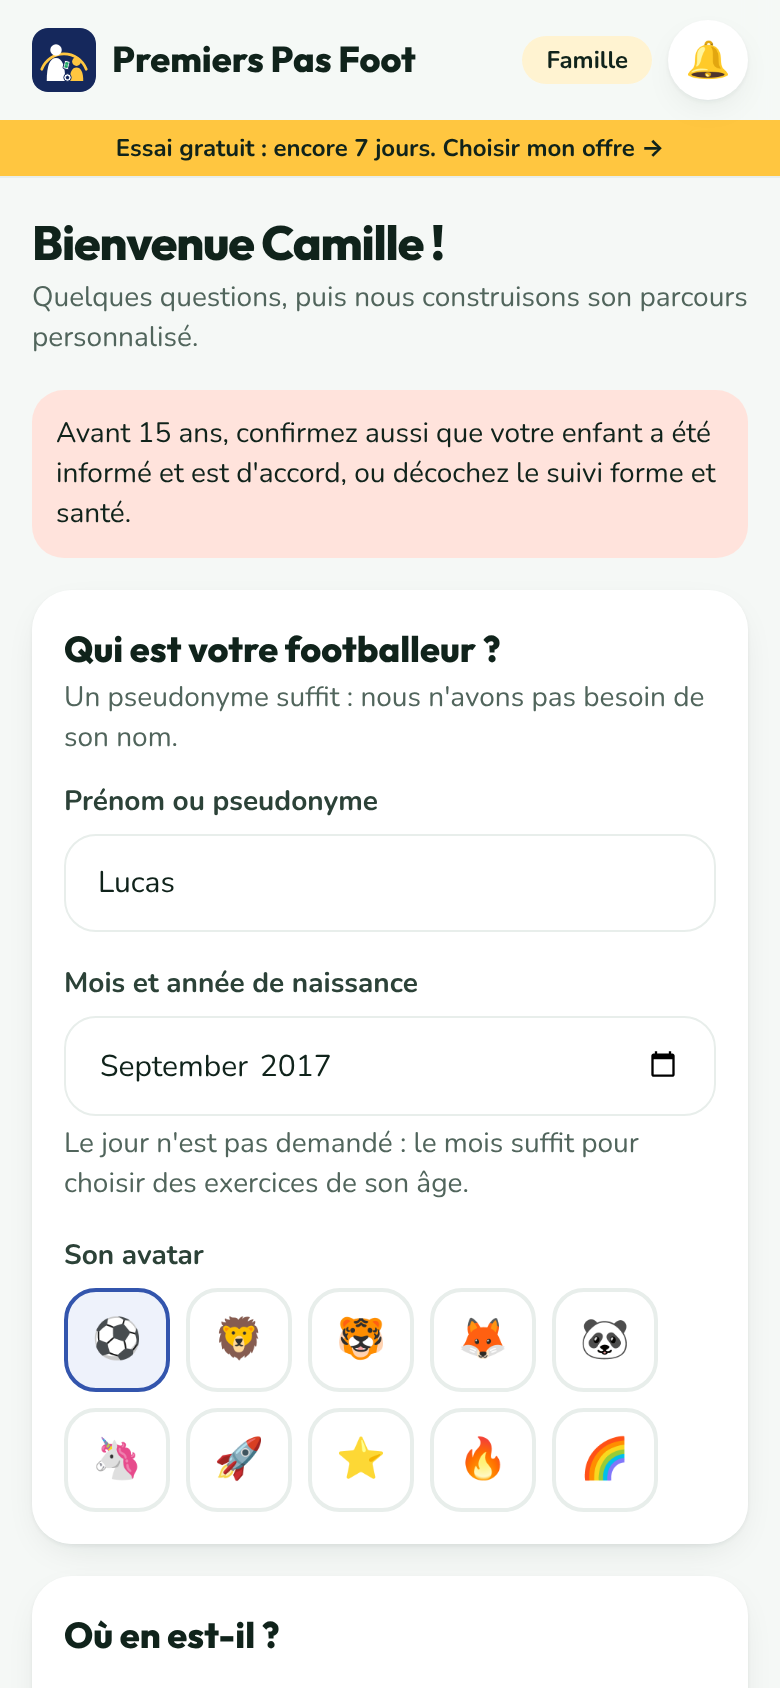 Premiers Pas Foot
Famille
Essai gratuit : encore 7 jours. Choisir mon offre →
Bienvenue Camille !
Quelques questions, puis nous construisons son parcours
personnalisé.
Avant 15 ans, confirmez aussi que votre enfant a été
informé et est d'accord, ou décochez le suivi forme et
santé.
Qui est votre footballeur ?
Un pseudonyme suffit : nous n'avons pas besoin de
son nom.
Prénom ou pseudonyme
Lucas
Mois et année de naissance
September 2017
Le jour n'est pas demandé : le mois suffit pour
choisir des exercices de son âge.
Son avatar
Où en est-il ?